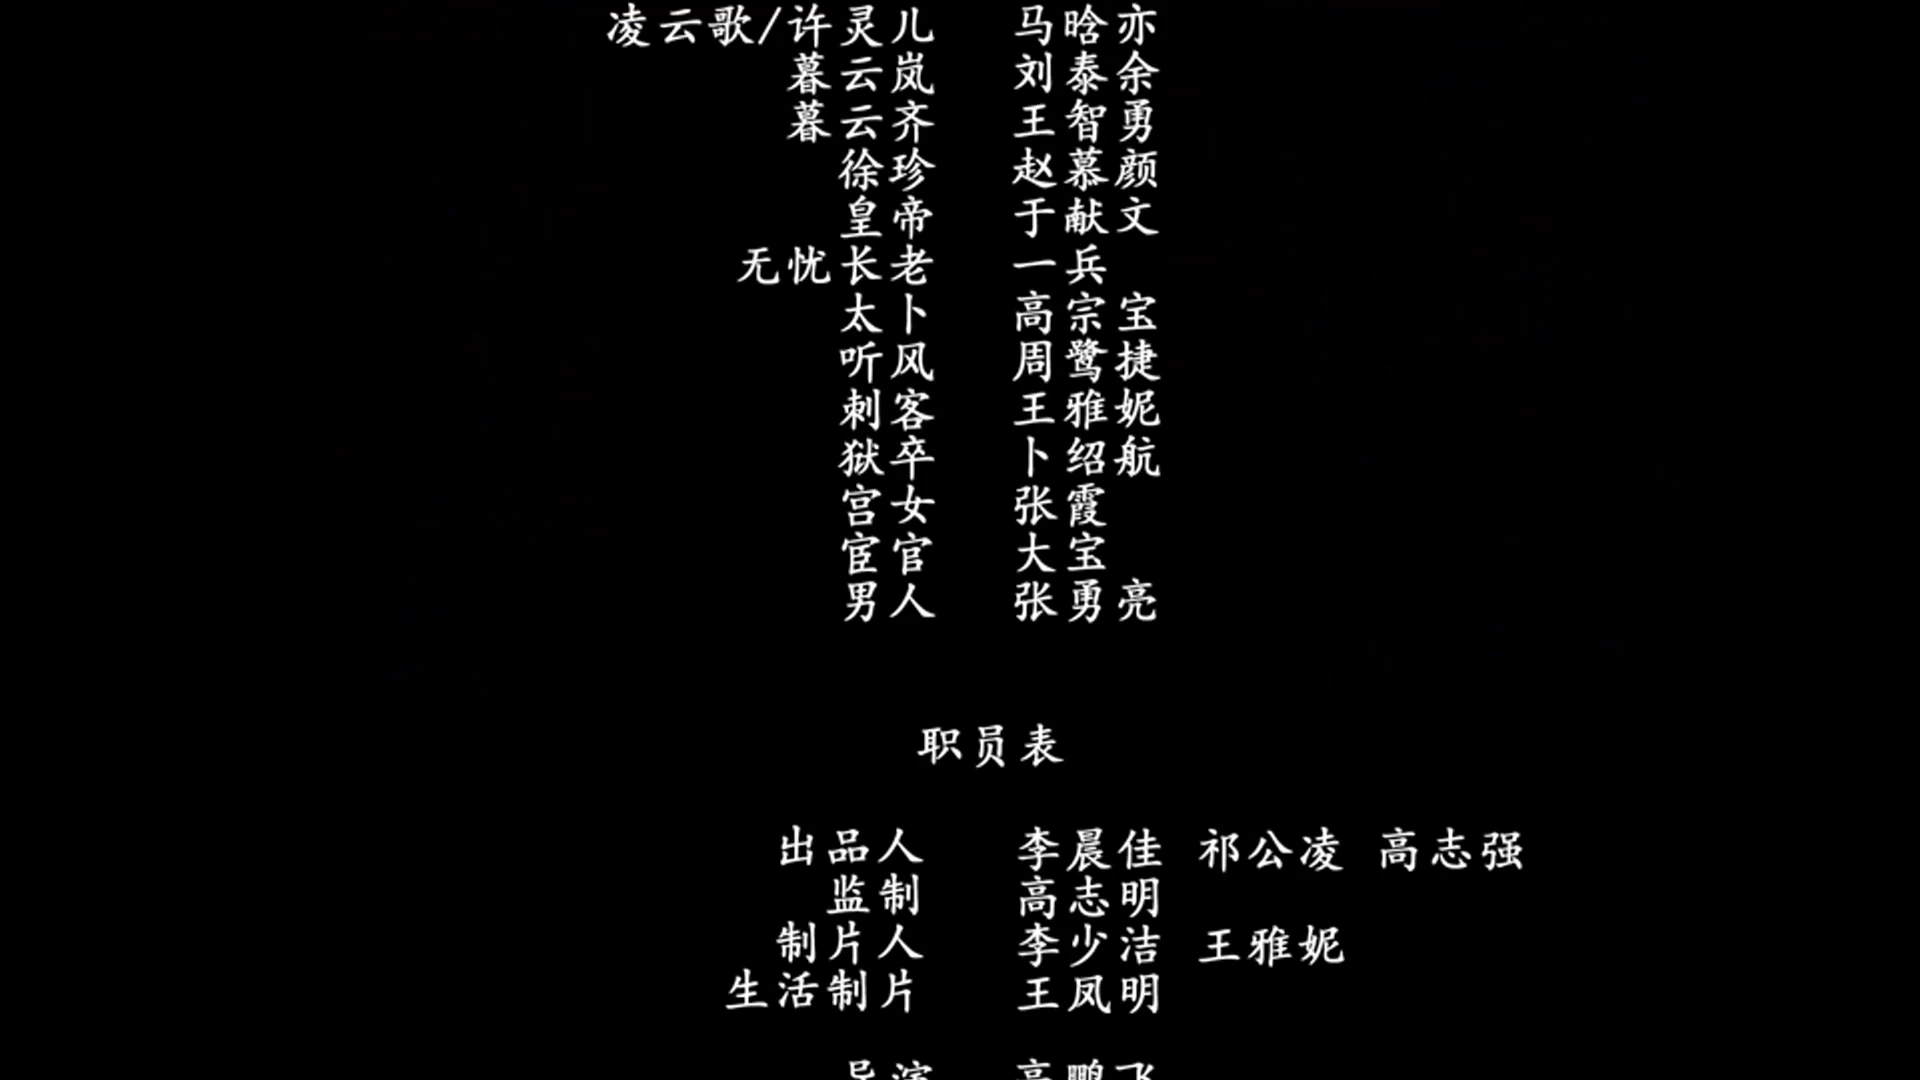 凌云歌/许灵儿 马晗亦
暮云岚 刘泰余
暮云齐 王智勇
徐珍 赵慕颜
皇帝 于献文
无忧长老 一兵
太卜 高宗宝
听风 周鹭捷
刺客 王雅妮
狱卒 卜绍航
宫女 张霞
宦官 大宝
男人 张勇亮
职员表
出品人 李晨佳 祁公凌 高志强
监制 高志明
制片人 李少洁 王雅妮
生活制片 王凤明
导演 高鹏飞